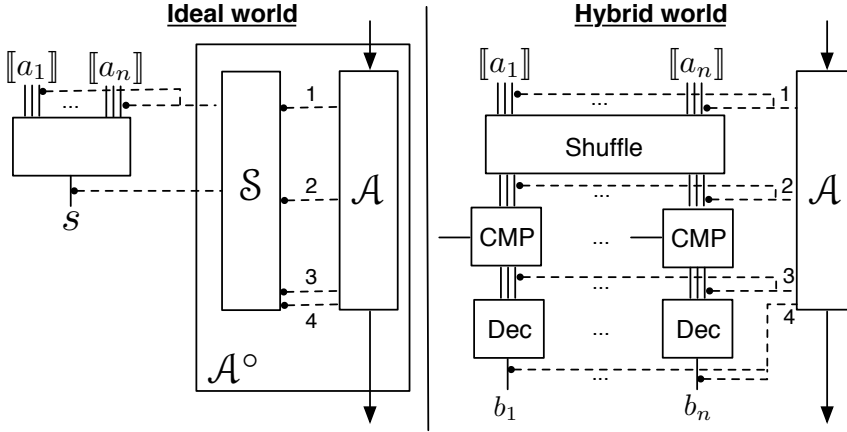 Ideal world
⟦a₁⟧ ⟦aₙ⟧
...
s
S
A
1
2
3
4
A°
Hybrid world
⟦a₁⟧ ⟦aₙ⟧
... ... 1
Shuffle
... 2
A
CMP ... CMP
... 3
4
Dec ... Dec
...
b₁ bₙ